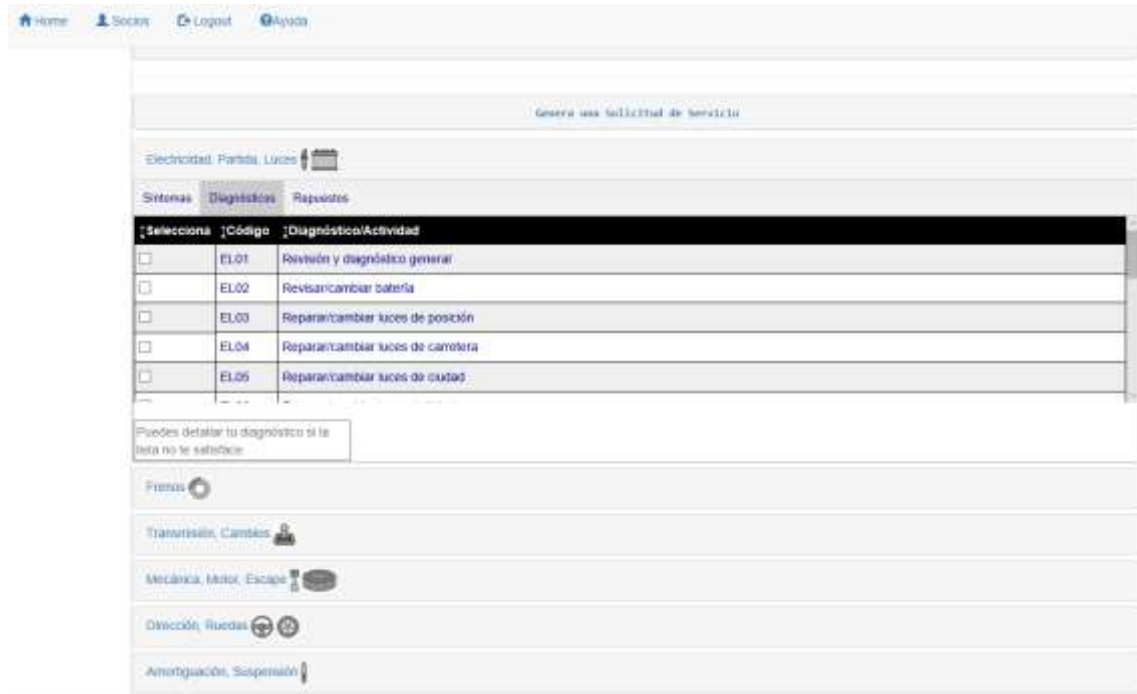 Home Socios Logout Ayuda
Genera una Solicitud de Servicio
Electricidad, Partida, Luces
Síntomas Diagnósticos Repuestos
Selecciona Código Diagnóstico/Actividad
EL01 Revisión y diagnóstico general
EL02 Revisar/cambiar batería
EL03 Reparar/cambiar luces de posición
EL04 Reparar/cambiar luces de carretera
EL05 Reparar/cambiar luces de ciudad
Puedes detallar tu diagnóstico si la
lista no te satisface
Frenos
Transmisión, Cambios
Mecánica, Motor, Escape
Dirección, Ruedas
Amortiguación, Suspensión